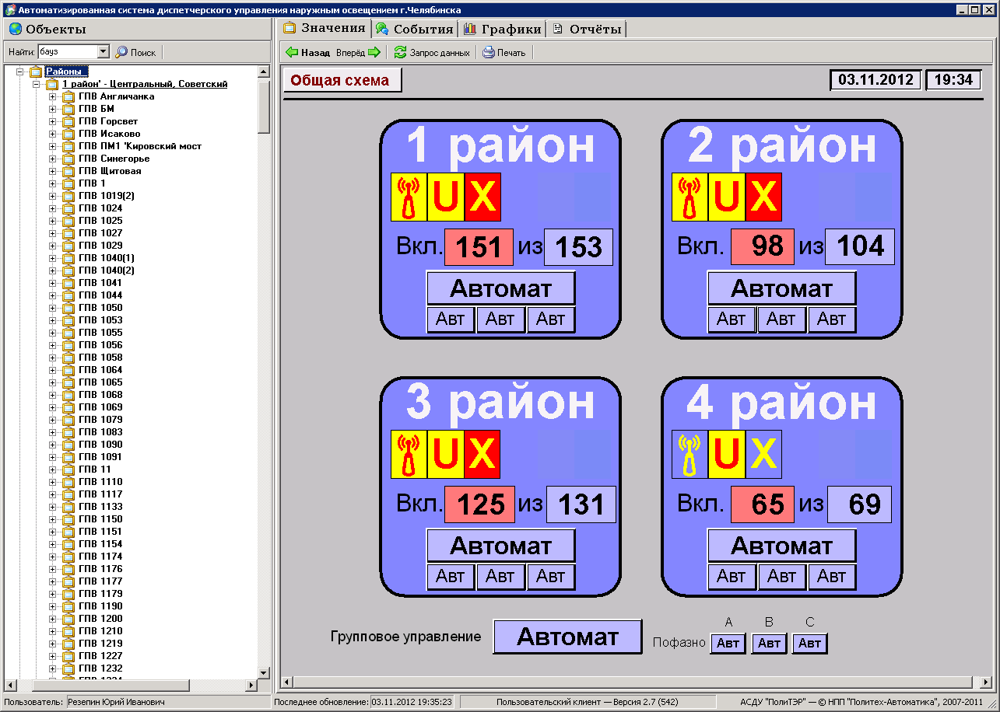 Автоматизированная система диспетчерского управления наружным освещением г.Челябинска
Объекты
Значения События Графики Отчёты
Найти: бауз Поиск
Назад Вперёд Запрос данных Печать
Районы
1 район' - Центральный, Советский
ГПВ Англичанка
ГПВ БМ
ГПВ Горсвет
ГПВ Исаково
ГПВ ПМ1 'Кировский мост
ГПВ Синегорье
ГПВ Щитовая
ГПВ 1
ГПВ 1019(2)
ГПВ 1024
ГПВ 1025
ГПВ 1027
ГПВ 1029
ГПВ 1040(1)
ГПВ 1040(2)
ГПВ 1041
ГПВ 1044
ГПВ 1050
ГПВ 1053
ГПВ 1055
ГПВ 1056
ГПВ 1058
ГПВ 1064
ГПВ 1065
ГПВ 1068
ГПВ 1069
ГПВ 1079
ГПВ 1083
ГПВ 1090
ГПВ 1091
ГПВ 11
ГПВ 1110
ГПВ 1117
ГПВ 1133
ГПВ 1150
ГПВ 1151
ГПВ 1154
ГПВ 1174
ГПВ 1176
ГПВ 1177
ГПВ 1179
ГПВ 1190
ГПВ 1200
ГПВ 1210
ГПВ 1219
ГПВ 1227
ГПВ 1232
Общая схема
03.11.2012 19:34
1 район
U X
Вкл. 151 из 153
Автомат
Авт Авт Авт
2 район
U X
Вкл. 98 из 104
Автомат
Авт Авт Авт
3 район
U X
Вкл. 125 из 131
Автомат
Авт Авт Авт
4 район
U X
Вкл. 65 из 69
Автомат
Авт Авт Авт
Групповое управление Автомат
Пофазно
A B C
Авт Авт Авт
Пользователь: Резепин Юрий Иванович
Последнее обновление: 03.11.2012 19:35:23
Пользовательский клиент — Версия 2.7 (542)
АСДУ "ПолиТЭР" — © НПП "Политех-Автоматика", 2007-2011